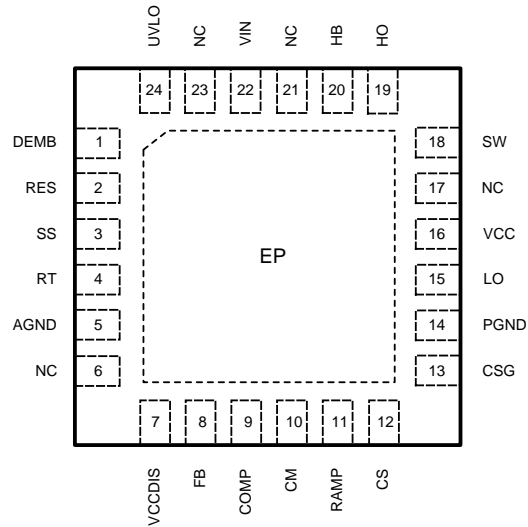 UVLO NC VIN NC HB HO
24 23 22 21 20 19
DEMB 1 18 SW
RES 2 17 NC
SS 3 16 VCC
RT 4 15 LO
AGND 5 14 PGND
NC 6 13 CSG
EP
7 8 9 10 11 12
VCCDIS FB COMP CM RAMP CS